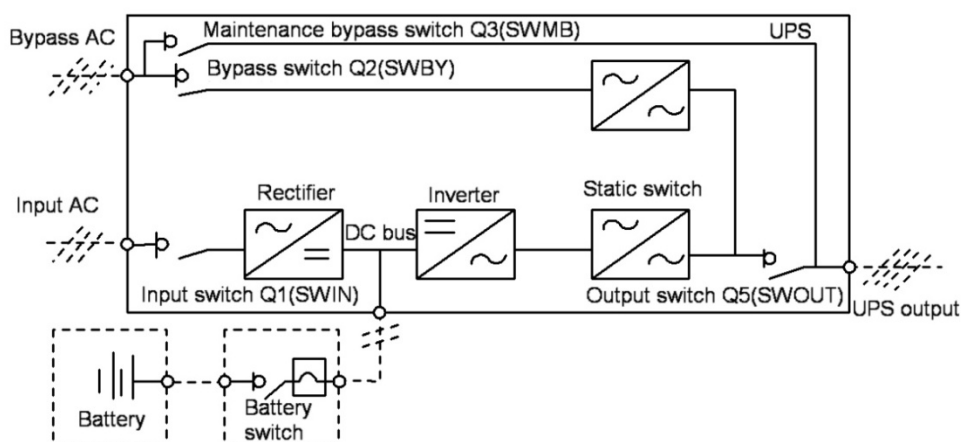 Maintenance bypass switch Q3(SWMB)
UPS
Bypass AC
Bypass switch Q2(SWBY)
Rectifier
Inverter
Static switch
Input AC
DC bus
Input switch Q1(SWIN)
Output switch Q5(SWOUT)
UPS output
Battery
Battery
switch